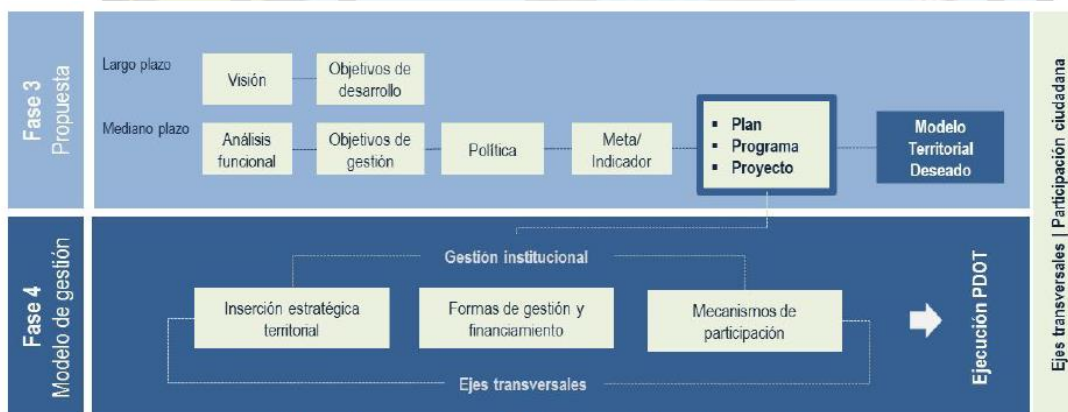 Fase 3
Propuesta
Largo plazo
Visión
Objetivos de
desarrollo
Mediano plazo
Análisis
funcional
Objetivos de
gestión
Política
Meta/
Indicador
▪ Plan
▪ Programa
▪ Proyecto
Modelo
Territorial
Deseado
Fase 4
Modelo de gestión
Gestión institucional
Inserción estratégica
territorial
Formas de gestión y
financiamiento
Mecanismos de
participación
Ejes transversales
Ejecución PDOT
Ejes transversales | Participación ciudadana